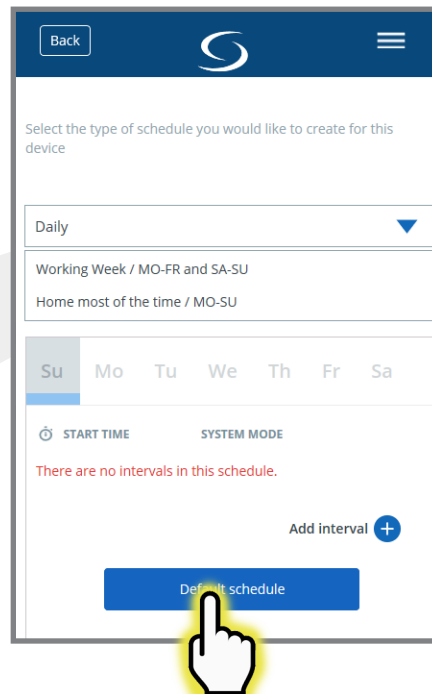 Back
Select the type of schedule you would like to create for this
device
Daily
Working Week / MO-FR and SA-SU
Home most of the time / MO-SU
Su Mo Tu We Th Fr Sa
START TIME SYSTEM MODE
There are no intervals in this schedule.
Add interval
Default schedule